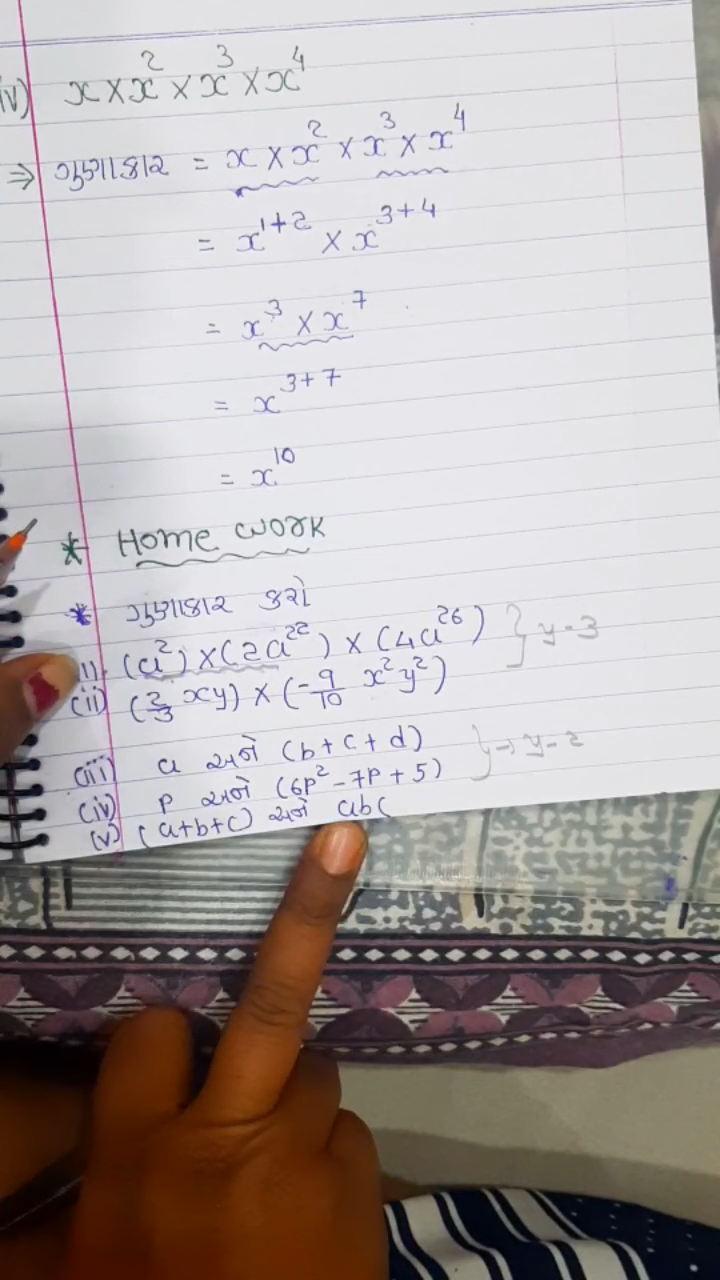 iv) x × x² × x³ × x⁴
⇒ ગુણાકાર = x × x² × x³ × x⁴
= x¹⁺² × x³⁺⁴
= x³ × x⁷
= x³⁺⁷
= x¹⁰
* Home work
* ગુણાકાર કરો
i) (a²) × (2a²²) × (4a²⁶) } y-3
(ii) (2/3 xy) × (-9/10 x²y²)
(iii) a અને (b+c+d) } → y-2
(iv) p અને (6p² - 7p + 5)
(v) (a+b+c) અને abc